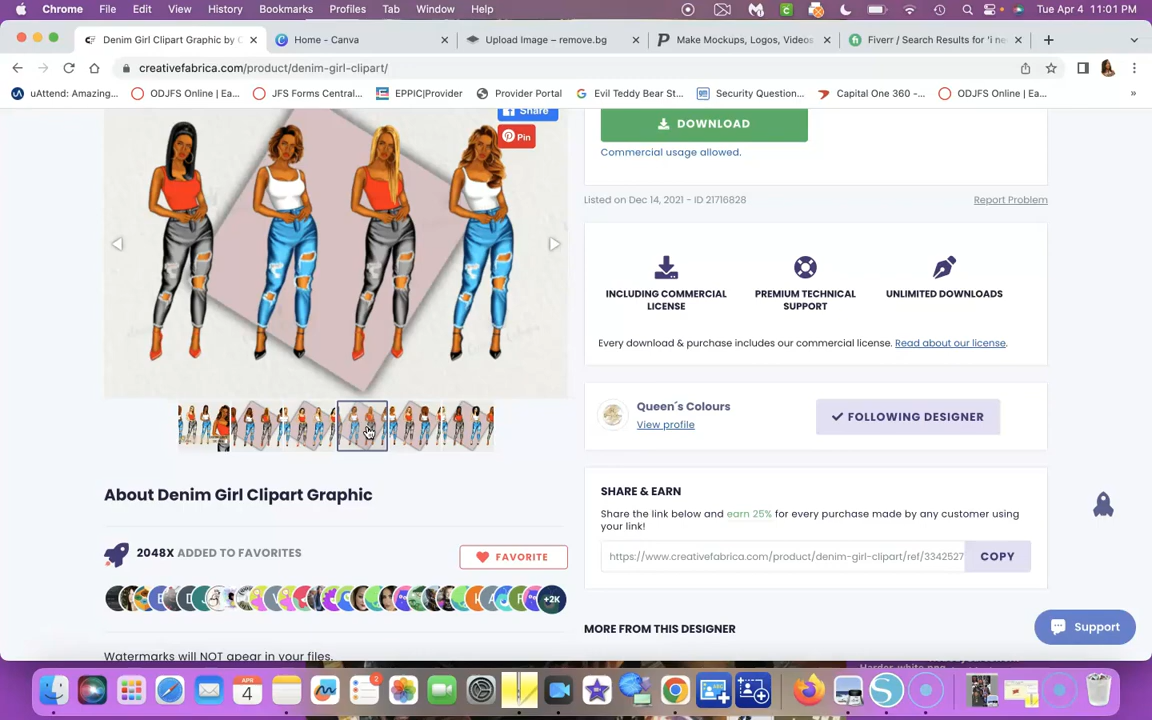 Chrome File Edit View History Bookmarks Profiles Tab Window Help Tue Apr 4 11:01 PM
Denim Girl Clipart Graphic by C Home - Canva Upload Image – remove.bg Make Mockups, Logos, Videos Fiverr / Search Results for 'i ne
creativefabrica.com/product/denim-girl-clipart/
uAttend: Amazing... ODJFS Online | Ea... JFS Forms Central... EPPIC|Provider Provider Portal Evil Teddy Bear St... Security Question... Capital One 360 -... ODJFS Online | Ea... »
Share
Pin
DOWNLOAD
Commercial usage allowed.
Listed on Dec 14, 2021 - ID 21716828 Report Problem
INCLUDING COMMERCIAL LICENSE
PREMIUM TECHNICAL SUPPORT
UNLIMITED DOWNLOADS
Every download & purchase includes our commercial license. Read about our license.
Queen´s Colours
View profile
FOLLOWING DESIGNER
About Denim Girl Clipart Graphic
2048X ADDED TO FAVORITES
FAVORITE
+2K
Watermarks will NOT apear in your files.
SHARE & EARN
Share the link below and earn 25% for every purchase made by any customer using
your link!
https://www.creativefabrica.com/product/denim-girl-clipart/ref/3342527
COPY
MORE FROM THIS DESIGNER
Support
APR
4
2